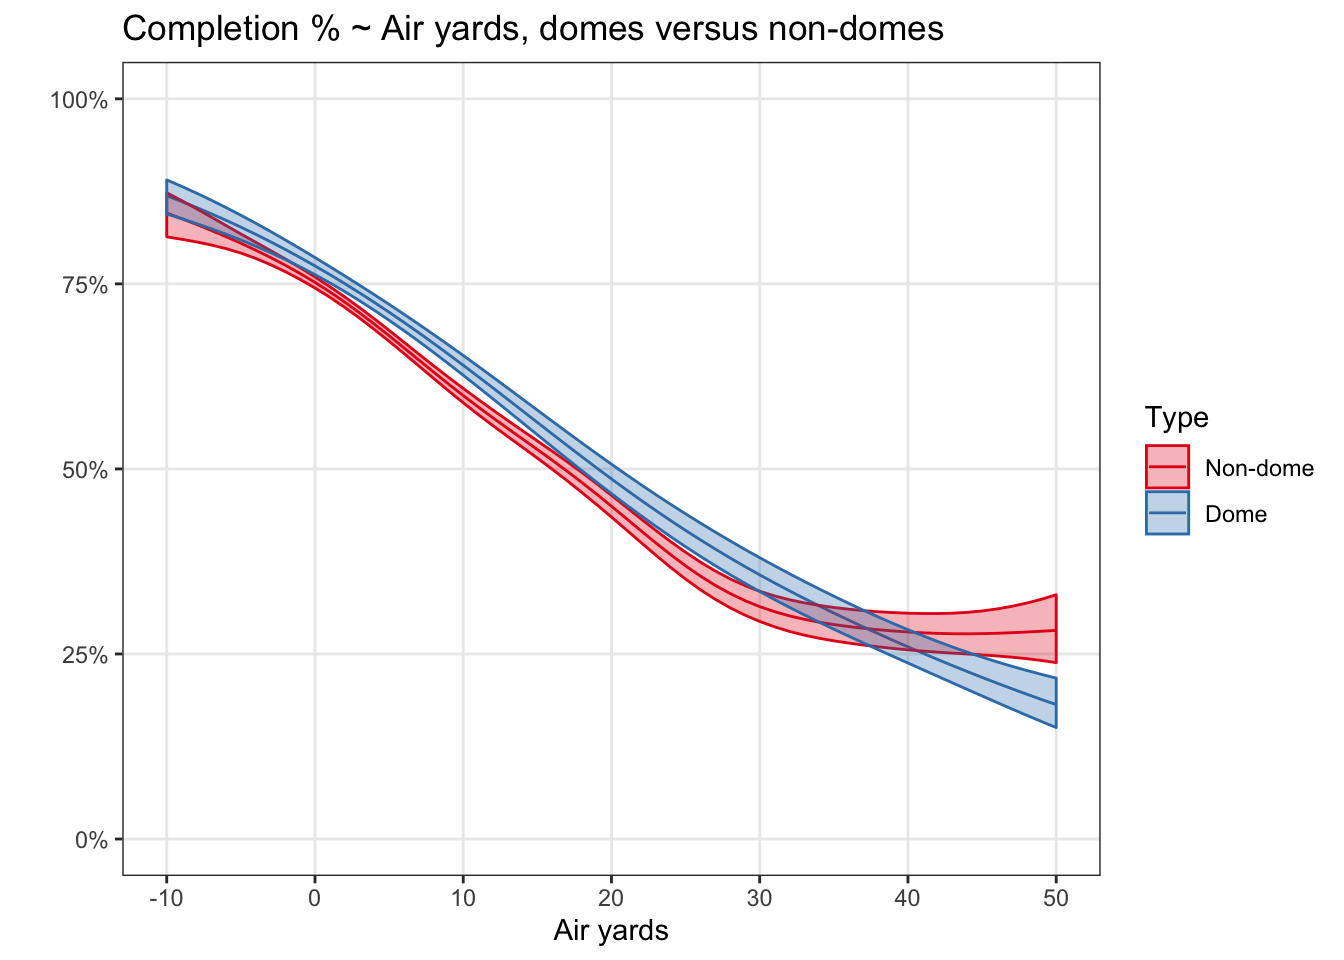 Completion % ~ Air yards, domes versus non-domes
100%
75%
50%
25%
0%
-10 0 10 20 30 40 50
Air yards
Type
Non-dome
Dome